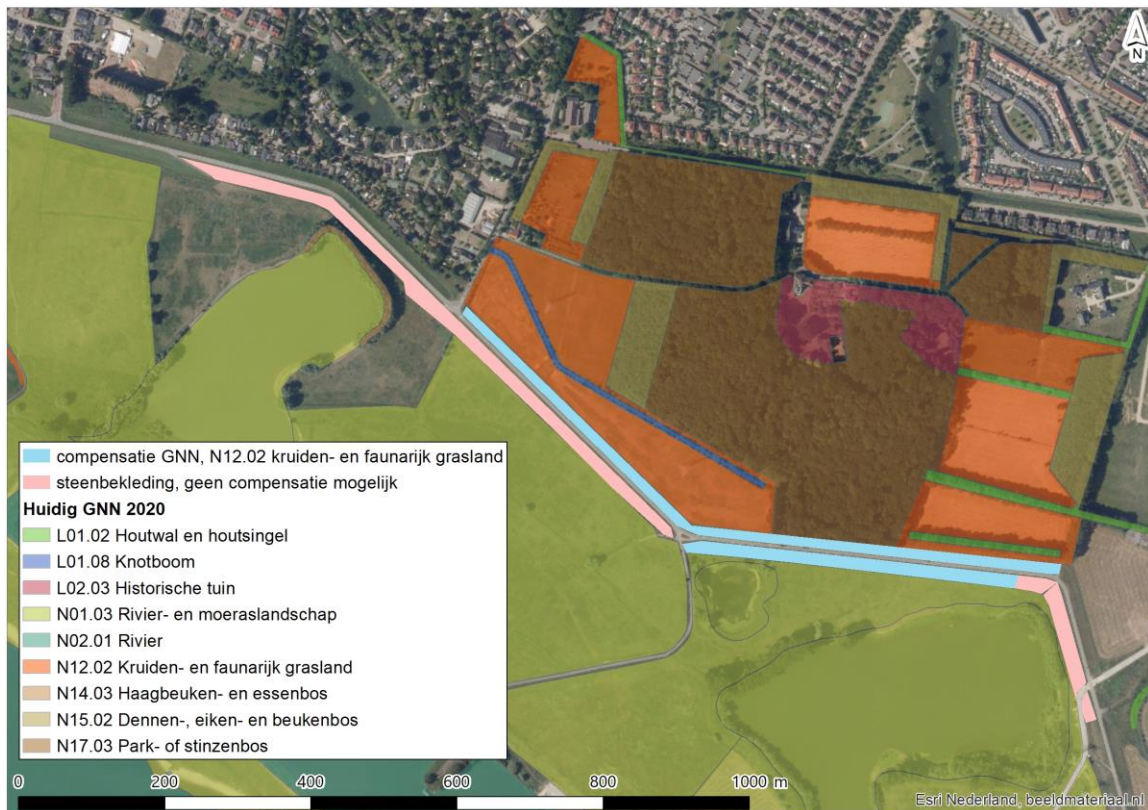 N
compensatie GNN, N12.02 kruiden- en faunarijk grasland
steenbekleding, geen compensatie mogelijk
Huidig GNN 2020
L01.02 Houtwal en houtsingel
L01.08 Knotboom
L02.03 Historische tuin
N01.03 Rivier- en moeraslandschap
N02.01 Rivier
N12.02 Kruiden- en faunarijk grasland
N14.03 Haagbeuken- en essenbos
N15.02 Dennen-, eiken- en beukenbos
N17.03 Park- of stinzenbos
0 200 400 600 800 1000 m
Esri Nederland, beeldmateriaal.nl